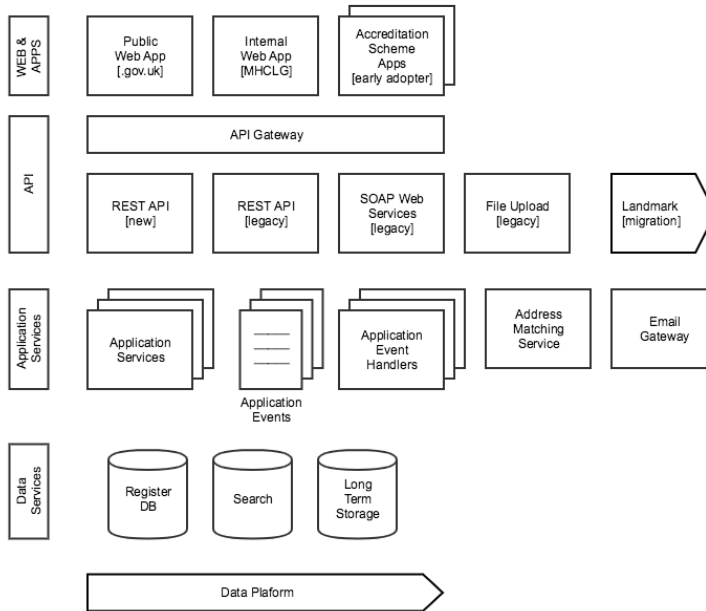 WEB &
APPS
Public
Web App
[.gov.uk]
Internal
Web App
[MHCLG]
Accreditation
Scheme
Apps
[early adopter]
API
API Gateway
REST API
[new]
REST API
[legacy]
SOAP Web
Services
[legacy]
File Upload
[legacy]
Landmark
[migration]
Application
Services
Application
Services
Application
Events
Application
Event
Handlers
Address
Matching
Service
Email
Gateway
Data
Services
Register
DB
Search
Long
Term
Storage
Data Plaform